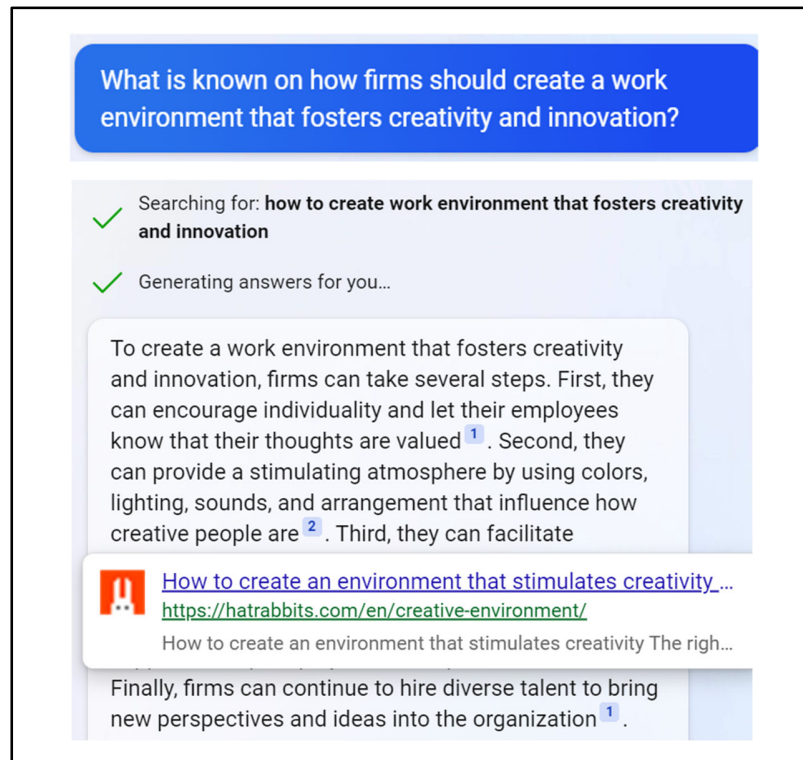 What is known on how firms should create a work
environment that fosters creativity and innovation?
Searching for: how to create work environment that fosters creativity
and innovation
Generating answers for you...
To create a work environment that fosters creativity
and innovation, firms can take several steps. First, they
can encourage individuality and let their employees
know that their thoughts are valued 1 . Second, they
can provide a stimulating atmosphere by using colors,
lighting, sounds, and arrangement that influence how
creative people are 2 . Third, they can facilitate
How to create an environment that stimulates creativity ...
https://hatrabbits.com/en/creative-environment/
How to create an environment that stimulates creativity The righ...
Finally, firms can continue to hire diverse talent to bring
new perspectives and ideas into the organization 1 .